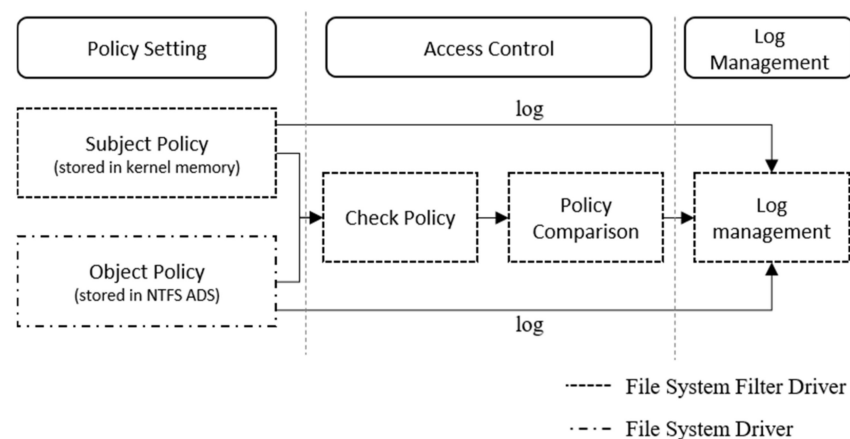 Policy Setting
Access Control
Log
Management
log
Subject Policy
(stored in kernel memory)
Check Policy
Policy
Comparison
Log
management
Object Policy
(stored in NTFS ADS)
log
File System Filter Driver
File System Driver